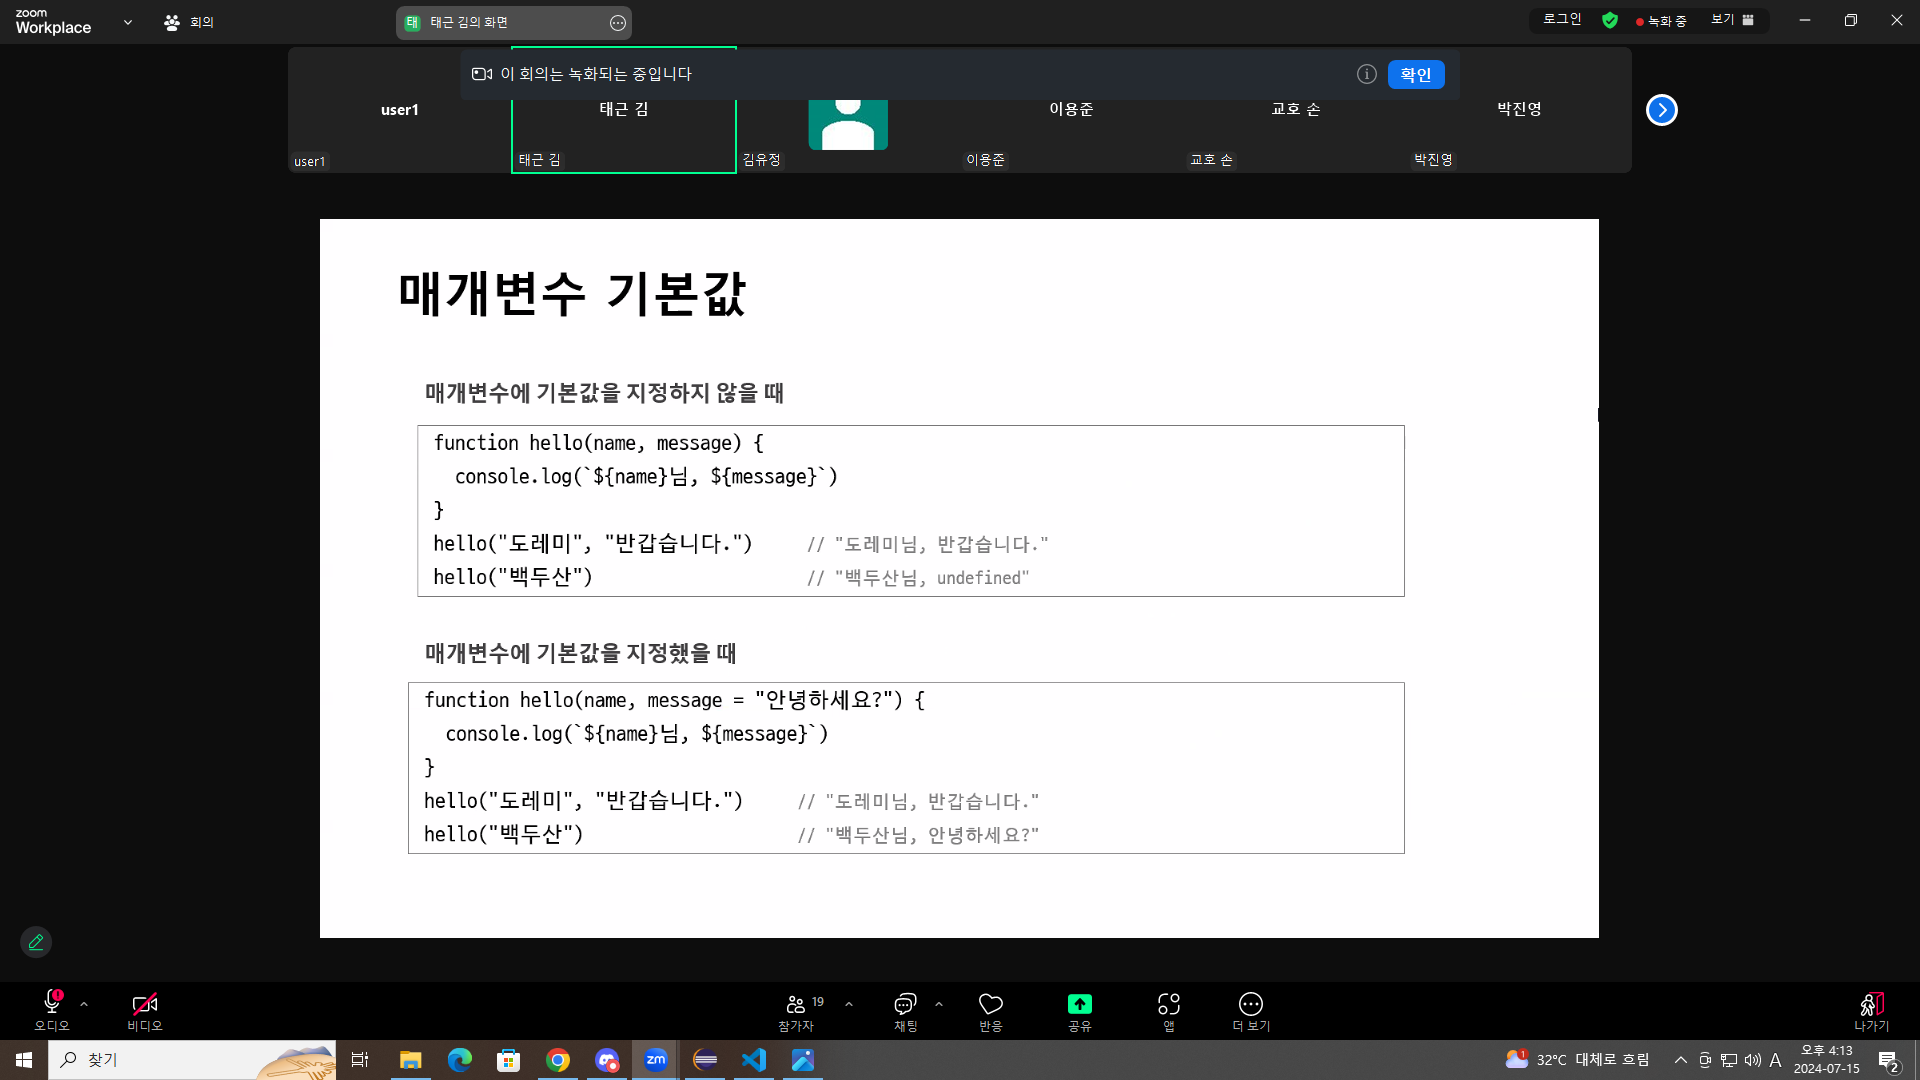 zoom
Workplace
회의
태 태근 김의 화면
로그인
녹화 중
보기
이 회의는 녹화되는 중입니다
확인
user1
태근 김
이용준
교호 손
박진영
user1
태근 김
김유정
이용준
교호 손
박진영
매개변수 기본값
매개변수에 기본값을 지정하지 않을 때
function hello(name, message) {
console.log(`${name}님, ${message}`)
}
hello("도레미", "반갑습니다.") // "도레미님, 반갑습니다."
hello("백두산") // "백두산님, undefined"
매개변수에 기본값을 지정했을 때
function hello(name, message = "안녕하세요?") {
console.log(`${name}님, ${message}`)
}
hello("도레미", "반갑습니다.") // "도레미님, 반갑습니다."
hello("백두산") // "백두산님, 안녕하세요?"
오디오
비디오
19
참가자
채팅
반응
공유
앱
더 보기
나가기
찾기
zm
1
32°C 대체로 흐림
A
오후 4:13
2024-07-15
2